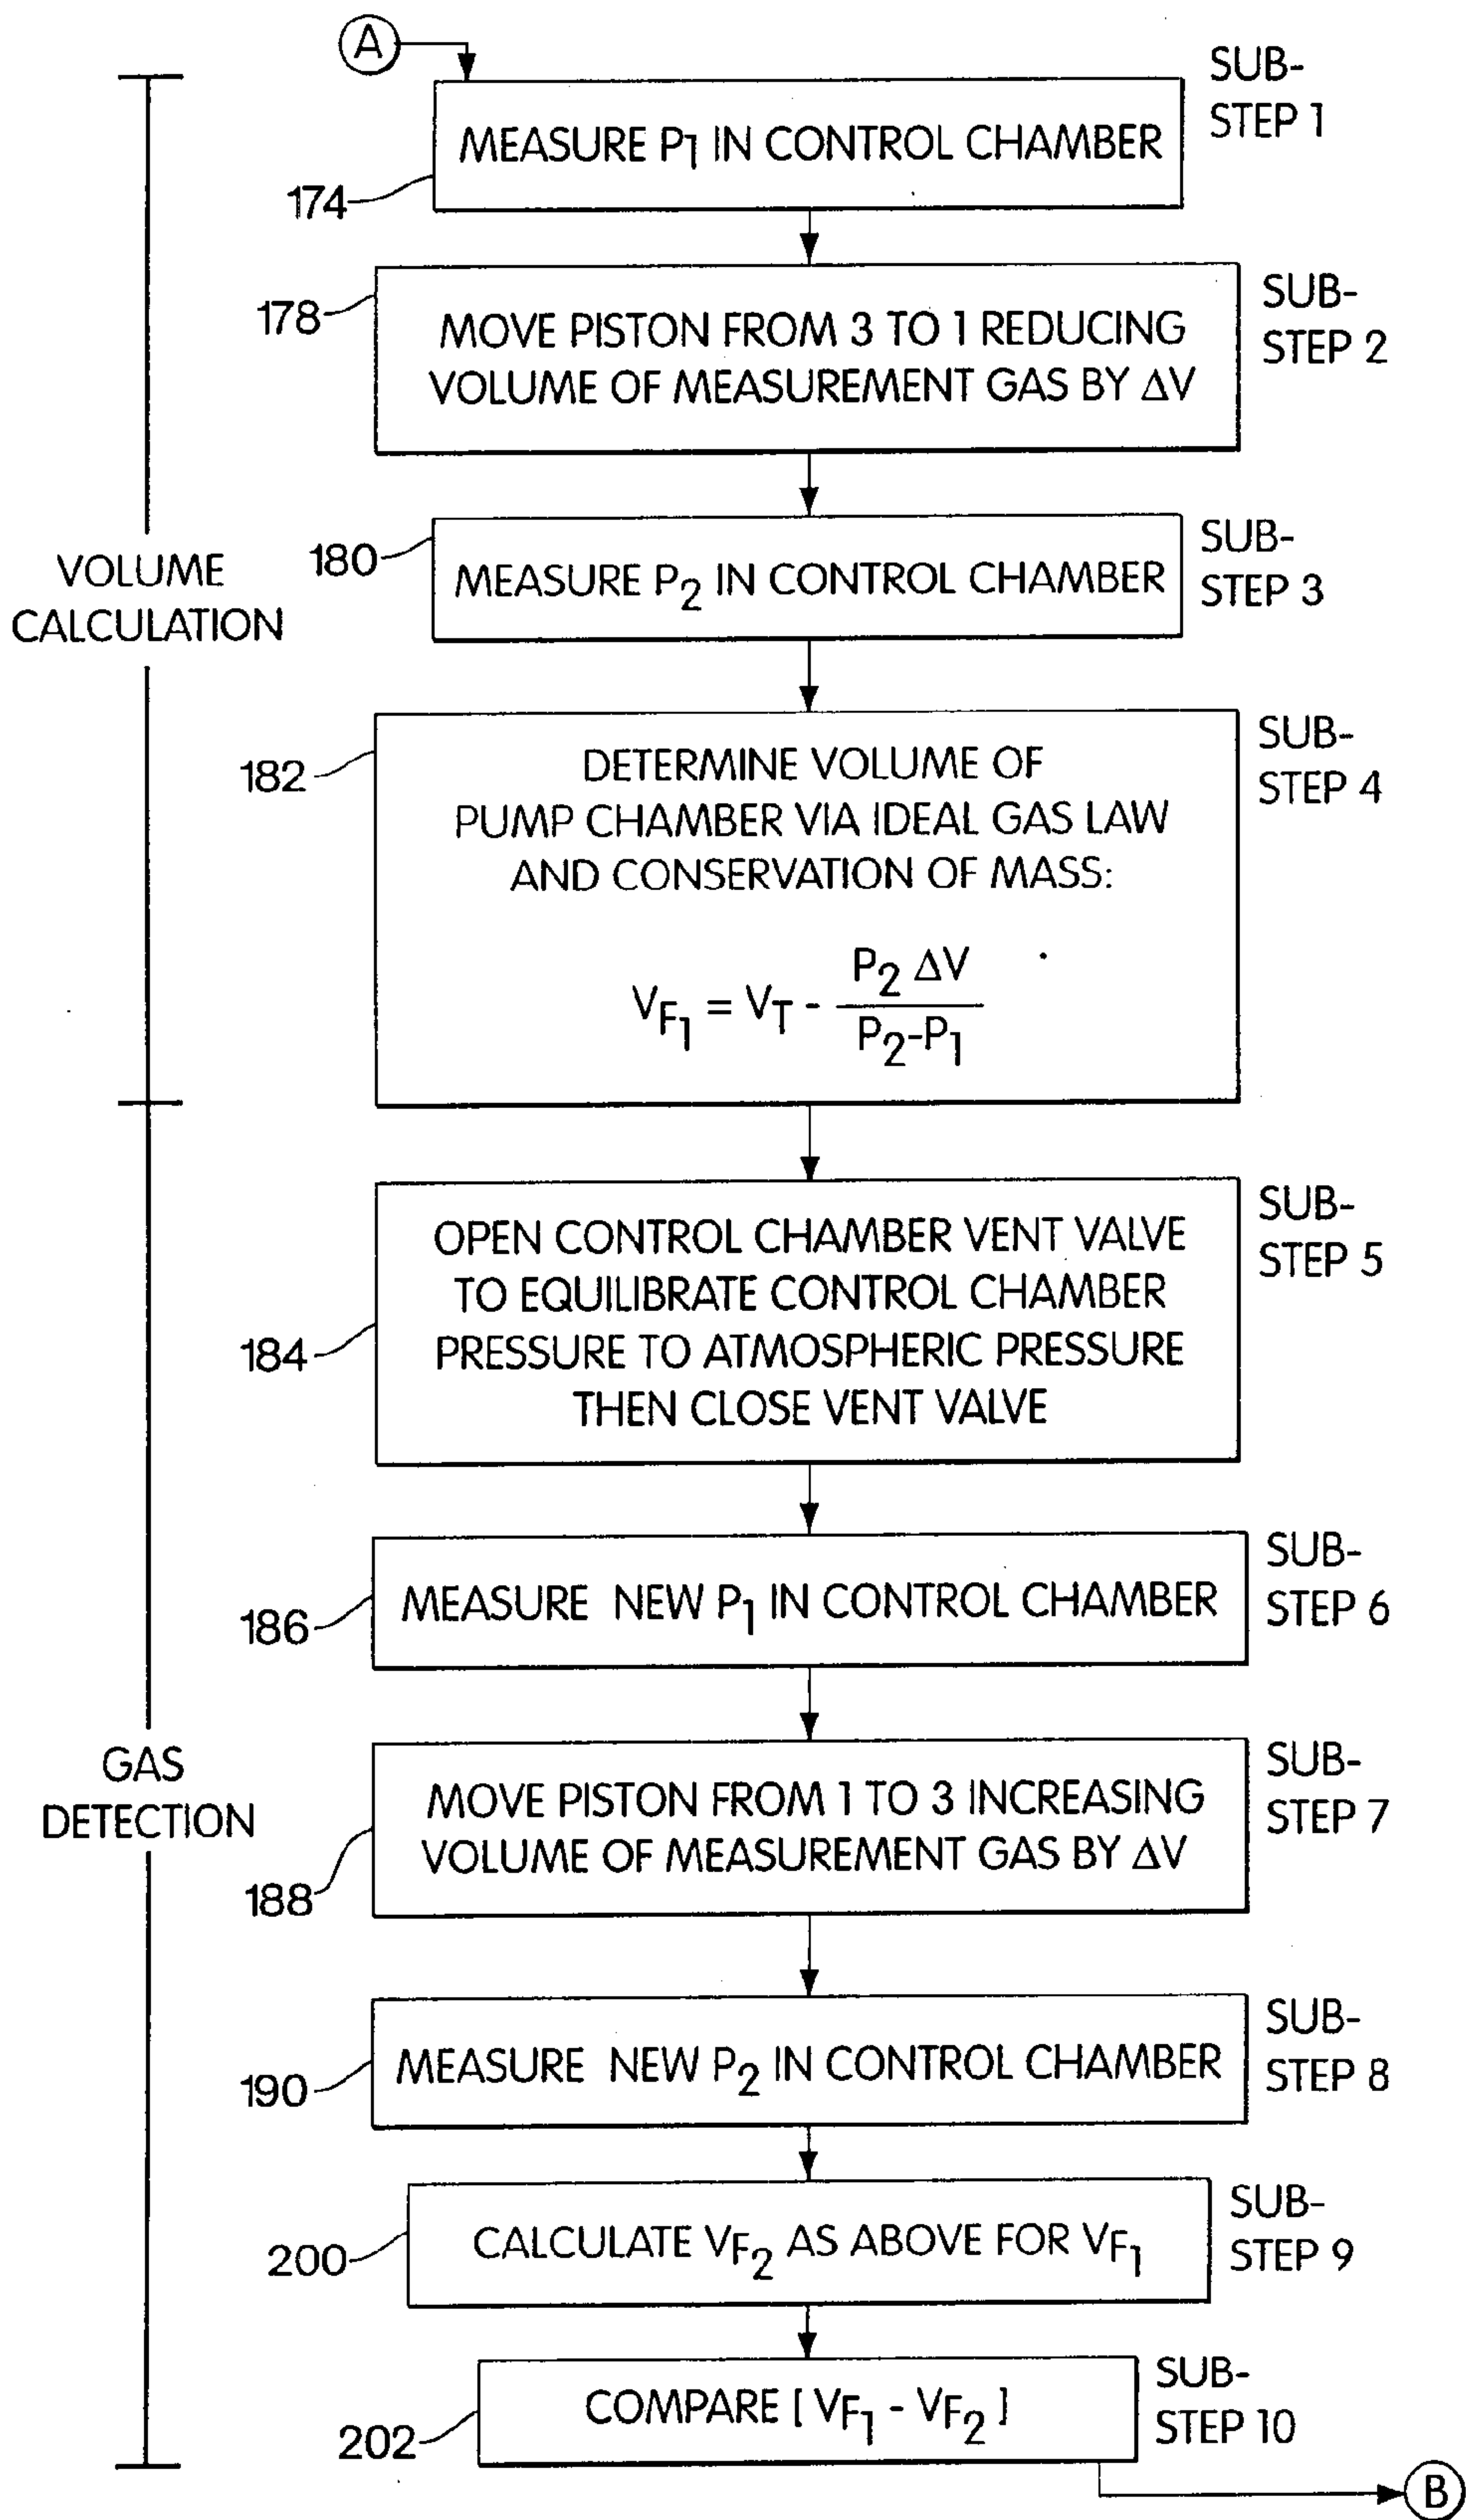 A
SUB-
STEP 1
MEASURE P1 IN CONTROL CHAMBER
174
SUB-
STEP 2
178
MOVE PISTON FROM 3 TO 1 REDUCING
VOLUME OF MEASUREMENT GAS BY ΔV
SUB-
STEP 3
180
MEASURE P2 IN CONTROL CHAMBER
VOLUME
CALCULATION
SUB-
STEP 4
182
DETERMINE VOLUME OF
PUMP CHAMBER VIA IDEAL GAS LAW
AND CONSERVATION OF MASS:
P2 ΔV
VF1 = VT -
P2-P1
SUB-
STEP 5
OPEN CONTROL CHAMBER VENT VALVE
TO EQUILIBRATE CONTROL CHAMBER
PRESSURE TO ATMOSPHERIC PRESSURE
THEN CLOSE VENT VALVE
184
SUB-
STEP 6
MEASURE NEW P1 IN CONTROL CHAMBER
186
GAS
DETECTION
SUB-
STEP 7
MOVE PISTON FROM 1 TO 3 INCREASING
VOLUME OF MEASUREMENT GAS BY ΔV
188
SUB-
STEP 8
MEASURE NEW P2 IN CONTROL CHAMBER
190
SUB-
STEP 9
CALCULATE VF2 AS ABOVE FOR VF1
200
SUB-
STEP 10
COMPARE [ VF1 - VF2 ]
202
B